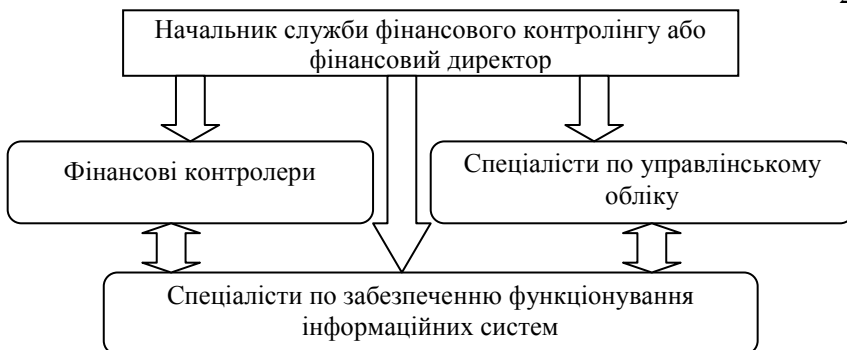 Начальник служби фінансового контролінгу або
фінансовий директор
Фінансові контролери
Спеціалісти по управлінському
обліку
Спеціалісти по забезпеченню функціонування
інформаційних систем